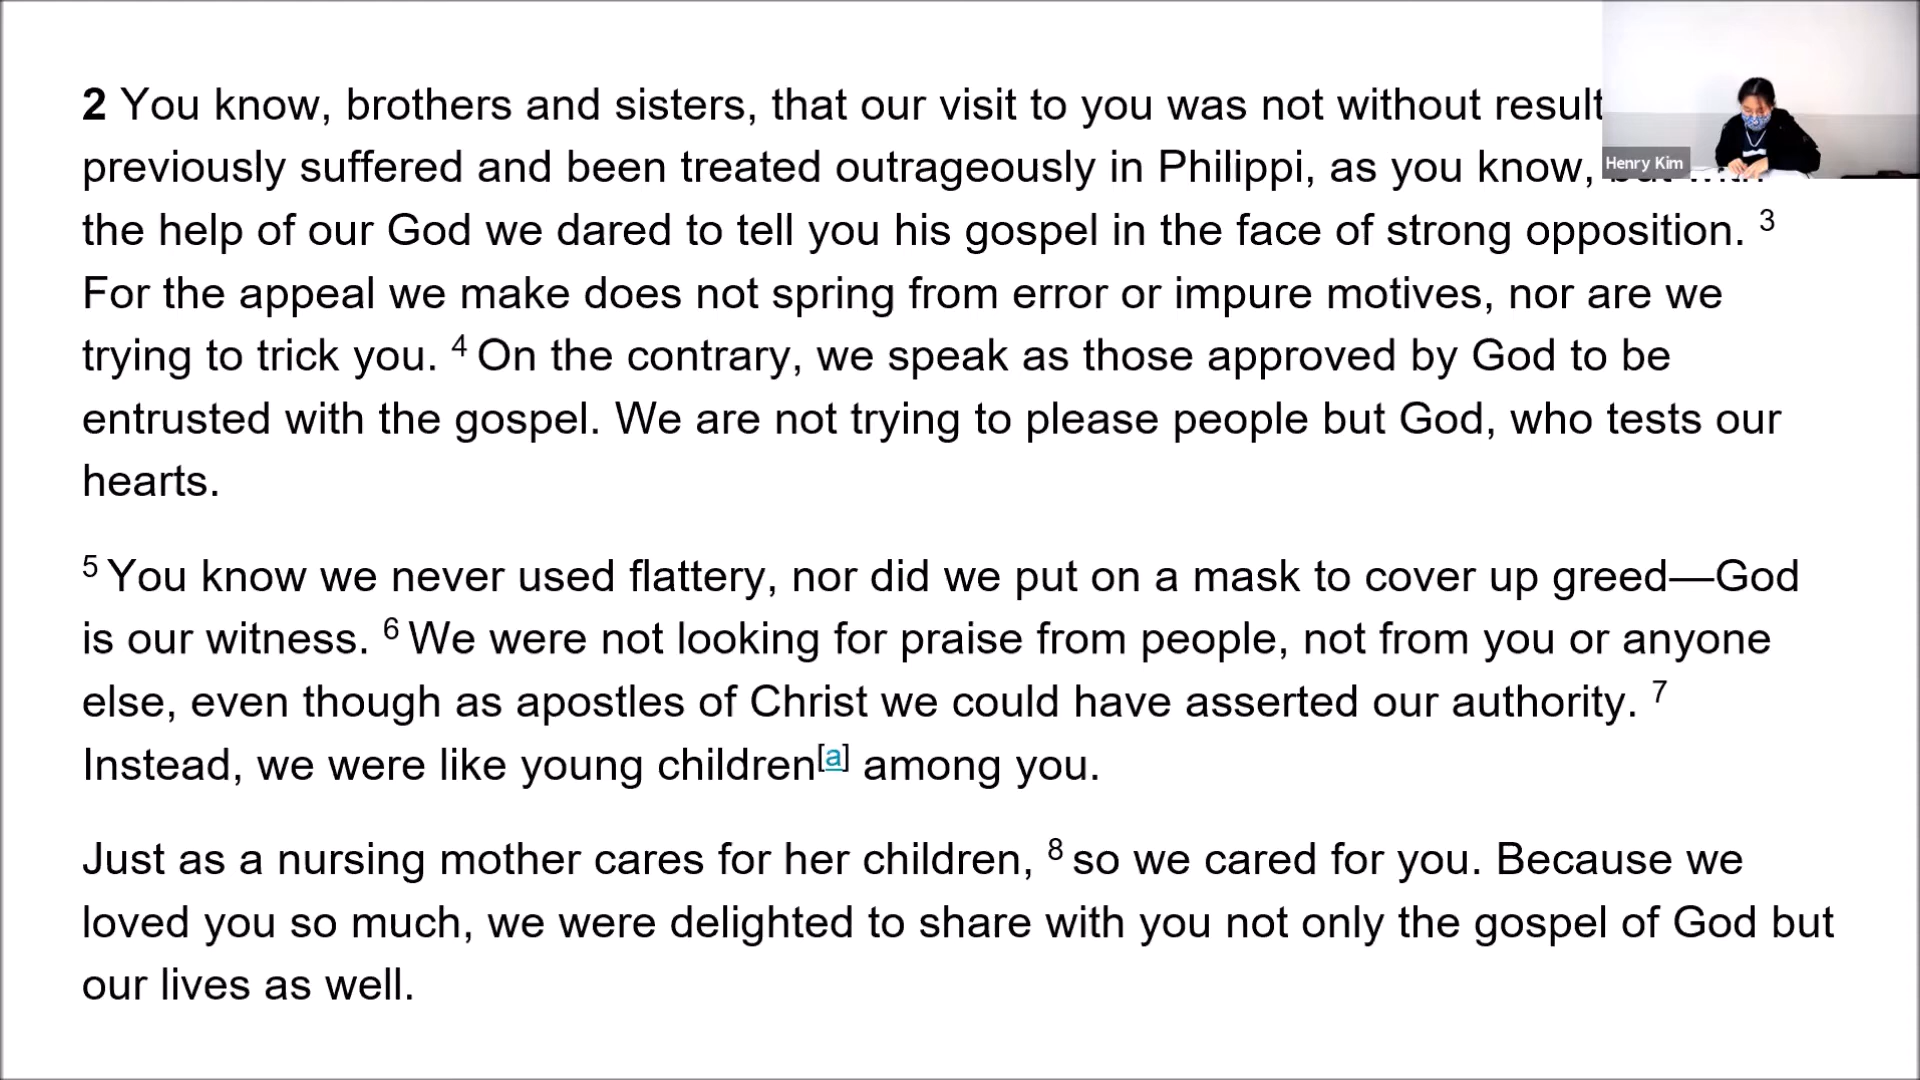 2 You know, brothers and sisters, that our visit to you was not without result
previously suffered and been treated outrageously in Philippi, as you know,
Henry Kim
the help of our God we dared to tell you his gospel in the face of strong opposition. 3
For the appeal we make does not spring from error or impure motives, nor are we
trying to trick you. 4 On the contrary, we speak as those approved by God to be
entrusted with the gospel. We are not trying to please people but God, who tests our
hearts.
5 You know we never used flattery, nor did we put on a mask to cover up greed—God
is our witness. 6 We were not looking for praise from people, not from you or anyone
else, even though as apostles of Christ we could have asserted our authority. 7
Instead, we were like young children[a] among you.
Just as a nursing mother cares for her children, 8 so we cared for you. Because we
loved you so much, we were delighted to share with you not only the gospel of God but
our lives as well.